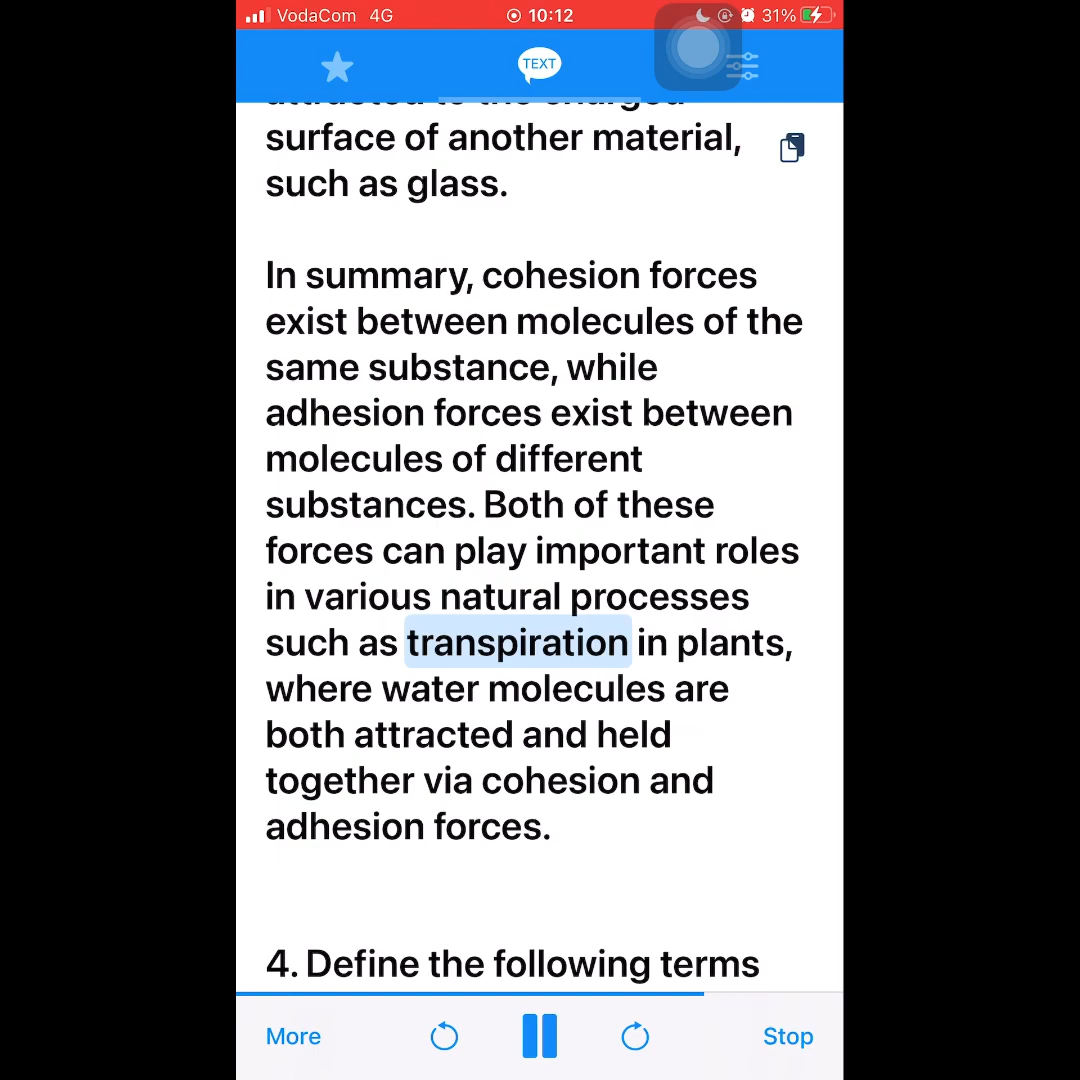 VodaCom 4G 10:12 31%
TEXT
surface of another material,
such as glass.
In summary, cohesion forces
exist between molecules of the
same substance, while
adhesion forces exist between
molecules of different
substances. Both of these
forces can play important roles
in various natural processes
such as transpiration in plants,
where water molecules are
both attracted and held
together via cohesion and
adhesion forces.
4. Define the following terms
More Stop